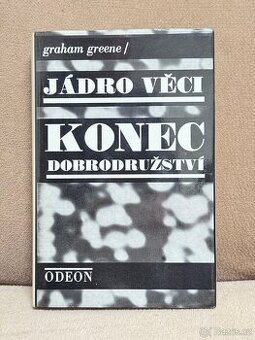 graham greene /
JÁDRO VĚCI
KONEC
DOBRODRUŽSTVÍ
ODEON